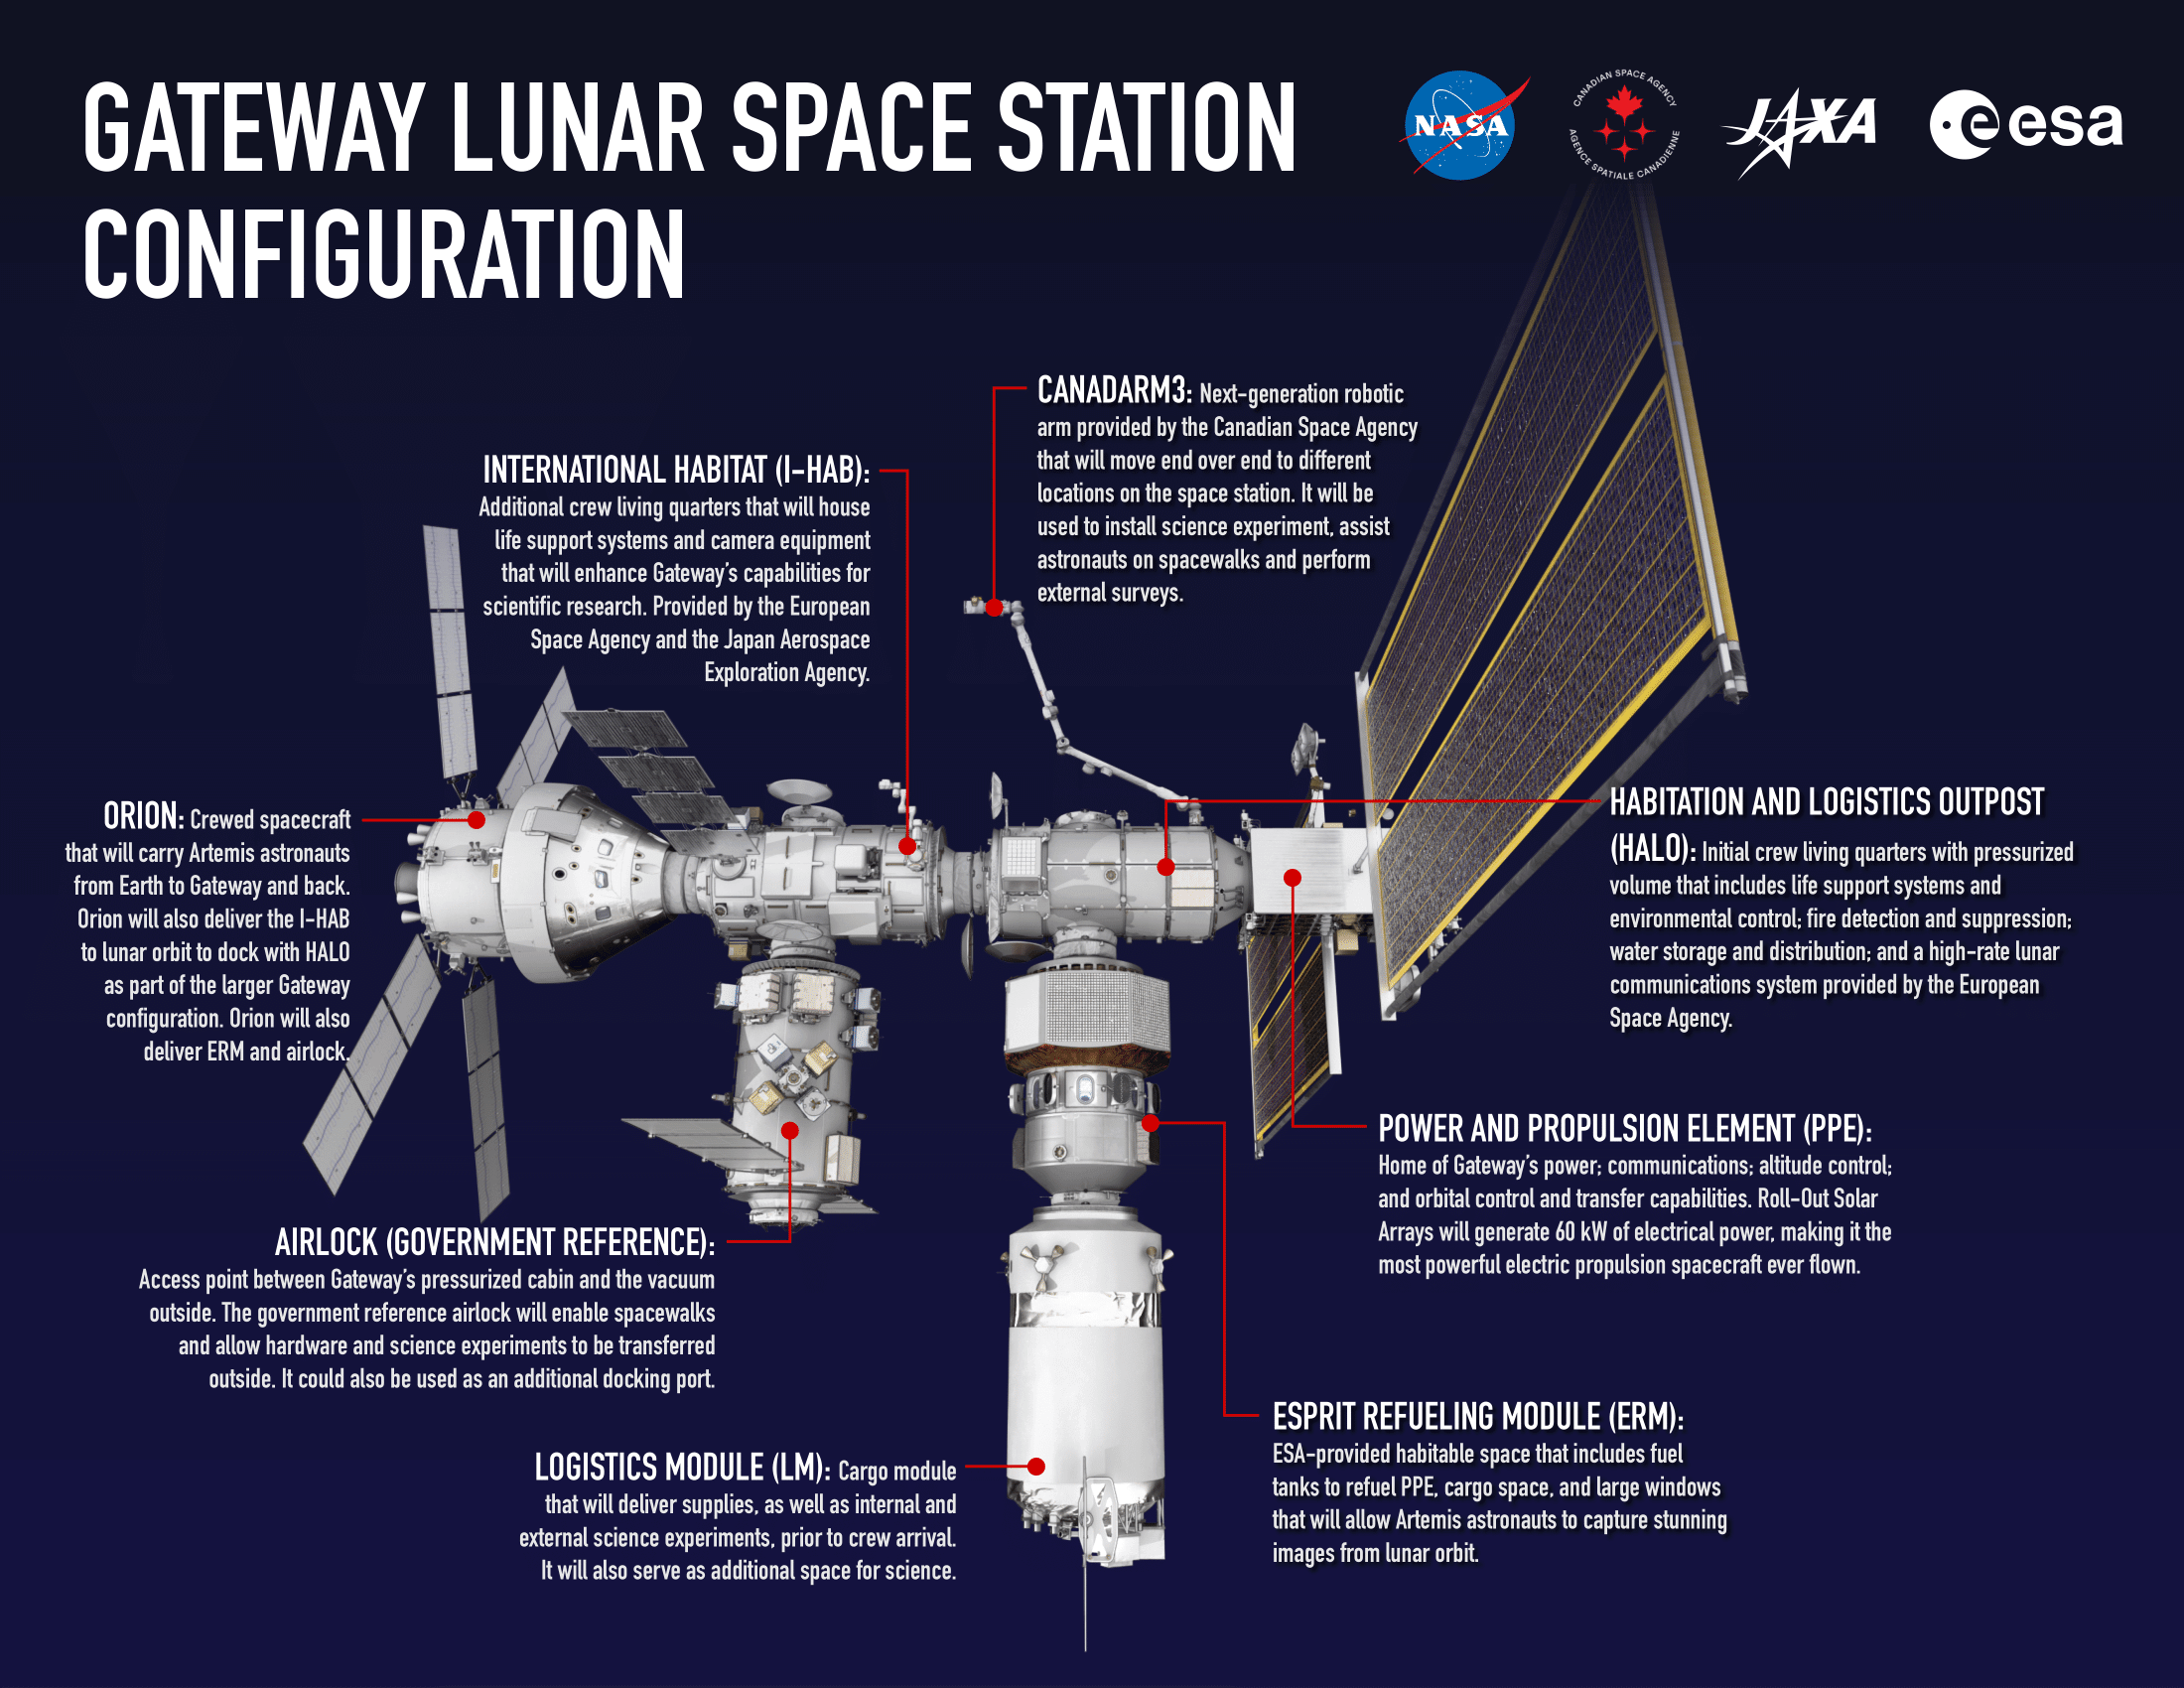 GATEWAY LUNAR SPACE STATION
CONFIGURATION
NASA
CANADIAN SPACE AGENCY
AGENCE SPATIALE CANADIENNE
JAXA
esa
CANADARM3: Next-generation robotic
arm provided by the Canadian Space Agency
that will move end over end to different
locations on the space station. It will be
used to install science experiment, assist
astronauts on spacewalks and perform
external surveys.
INTERNATIONAL HABITAT (I-HAB):
Additional crew living quarters that will house
life support systems and camera equipment
that will enhance Gateway's capabilities for
scientific research. Provided by the European
Space Agency and the Japan Aerospace
Exploration Agency.
ORION: Crewed spacecraft
that will carry Artemis astronauts
from Earth to Gateway and back.
Orion will also deliver the I-HAB
to lunar orbit to dock with HALO
as part of the larger Gateway
configuration. Orion will also
deliver ERM and airlock.
HABITATION AND LOGISTICS OUTPOST
(HALO): Initial crew living quarters with pressurized
volume that includes life support systems and
environmental control; fire detection and suppression;
water storage and distribution; and a high-rate lunar
communications system provided by the European
Space Agency.
POWER AND PROPULSION ELEMENT (PPE):
Home of Gateway's power; communications; altitude control;
and orbital control and transfer capabilities. Roll-Out Solar
Arrays will generate 60 kW of electrical power, making it the
most powerful electric propulsion spacecraft ever flown.
AIRLOCK (GOVERNMENT REFERENCE):
Access point between Gateway's pressurized cabin and the vacuum
outside. The government reference airlock will enable spacewalks
and allow hardware and science experiments to be transferred
outside. It could also be used as an additional docking port.
ESPRIT REFUELING MODULE (ERM):
ESA-provided habitable space that includes fuel
tanks to refuel PPE, cargo space, and large windows
that will allow Artemis astronauts to capture stunning
images from lunar orbit.
LOGISTICS MODULE (LM): Cargo module
that will deliver supplies, as well as internal and
external science experiments, prior to crew arrival.
It will also serve as additional space for science.